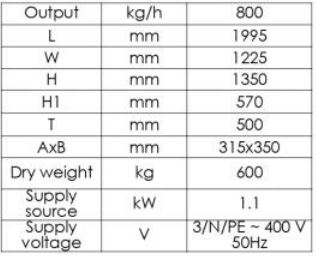 Output kg/h 800
L mm 1995
W mm 1225
H mm 1350
H1 mm 570
T mm 500
AxB mm 315x350
Dry weight kg 600
Supply source kW 1.1
Supply voltage V 3/N/PE ~ 400 V 50Hz